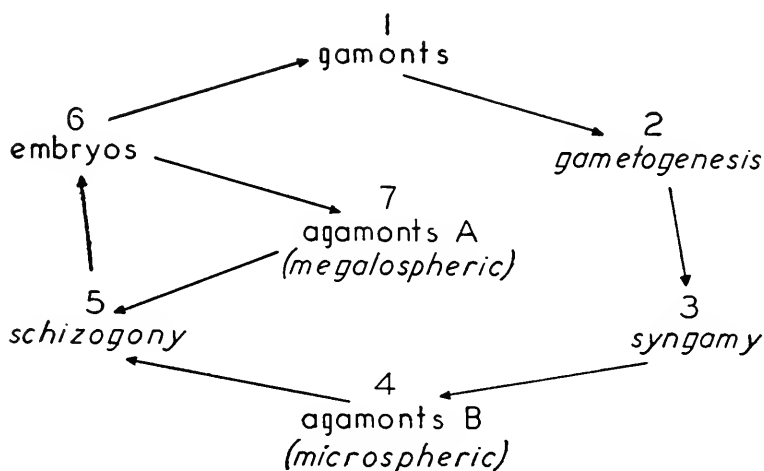 1
gamonts
6
embryos
2
gametogenesis
7
agamonts A
(megalospheric)
5
schizogony
3
syngamy
4
agamonts B
(microspheric)